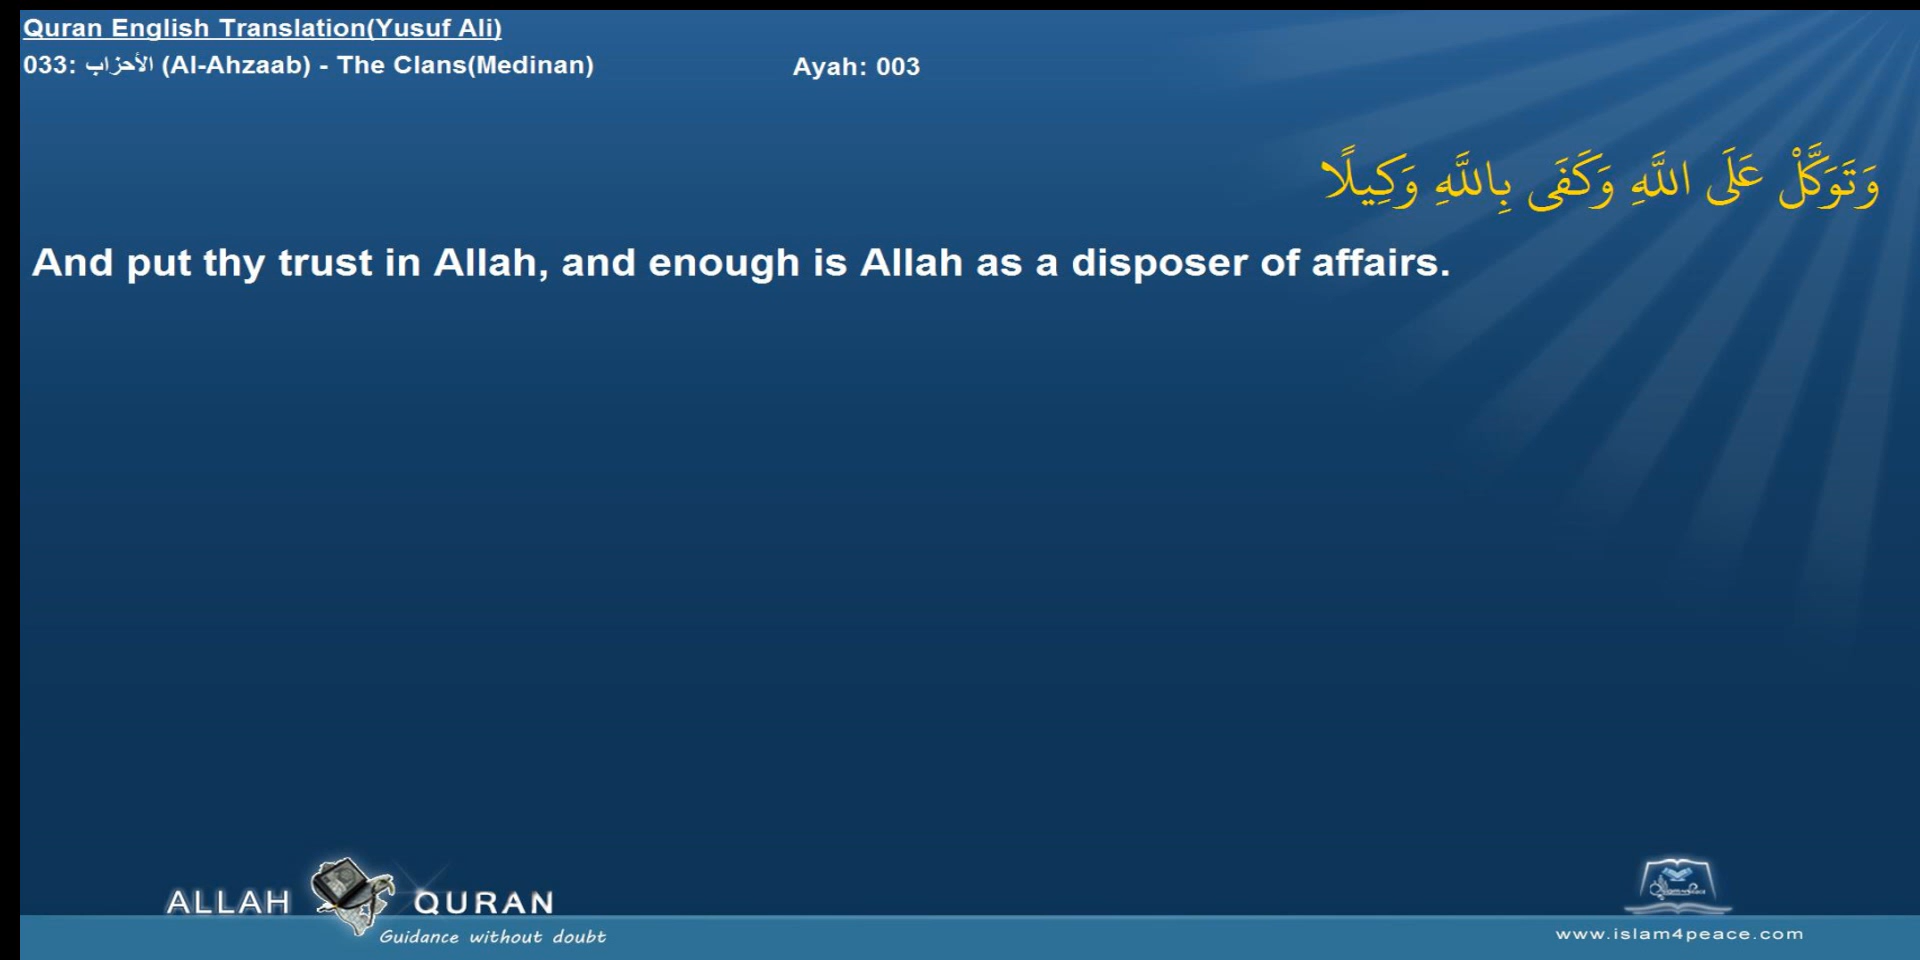 Quran English Translation(Yusuf Ali)
033: الأحزاب (Al-Ahzaab) - The Clans(Medinan) Ayah: 003
وَتَوَكَّلْ عَلَى اللَّهِ وَكَفَى بِاللَّهِ وَكِيلًا
And put thy trust in Allah, and enough is Allah as a disposer of affairs.
ALLAH QURAN
Guidance without doubt
www.islam4peace.com